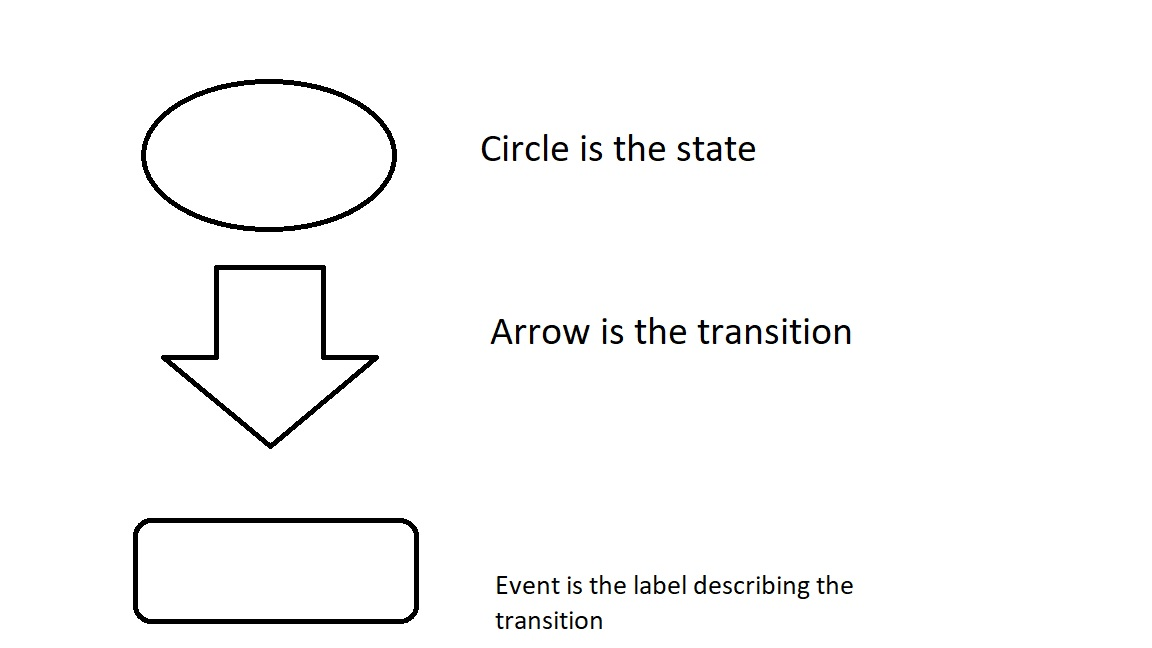 Circle is the state
Arrow is the transition
Event is the label describing the
transition